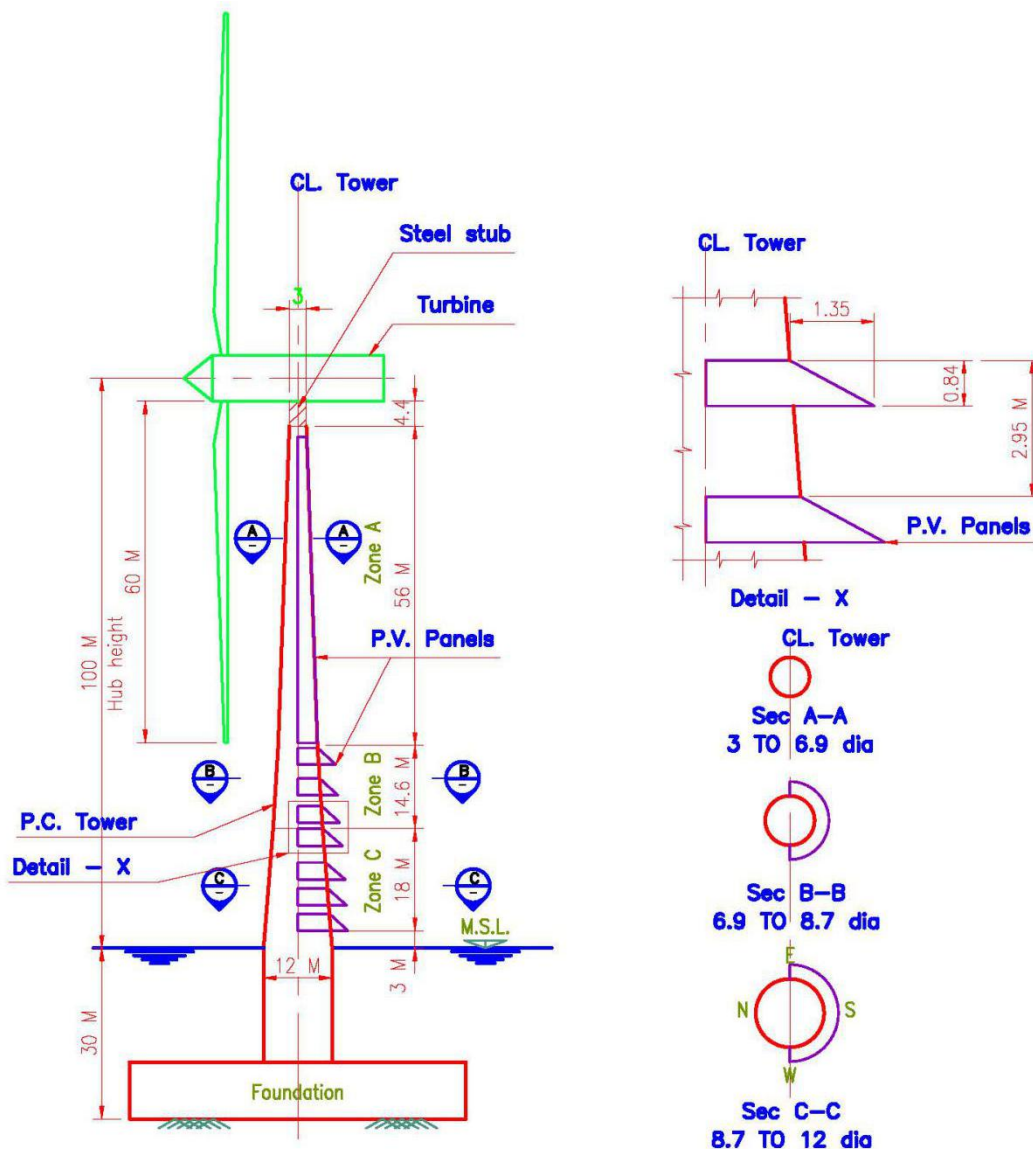 CL. Tower
Steel stub
3
Turbine
4.4
A
–
A
–
Zone A
56 M
60 M
100 M
Hub height
P.V. Panels
B
–
B
–
Zone B
14.6 M
P.C. Tower
Detail – X
C
–
C
–
Zone C
18 M
M.S.L.
12 M
3 M
30 M
Foundation
CL. Tower
1.35
0.84
2.95 M
P.V. Panels
Detail – X
CL. Tower
Sec A–A
3 TO 6.9 dia
Sec B–B
6.9 TO 8.7 dia
E
N
S
W
Sec C–C
8.7 TO 12 dia